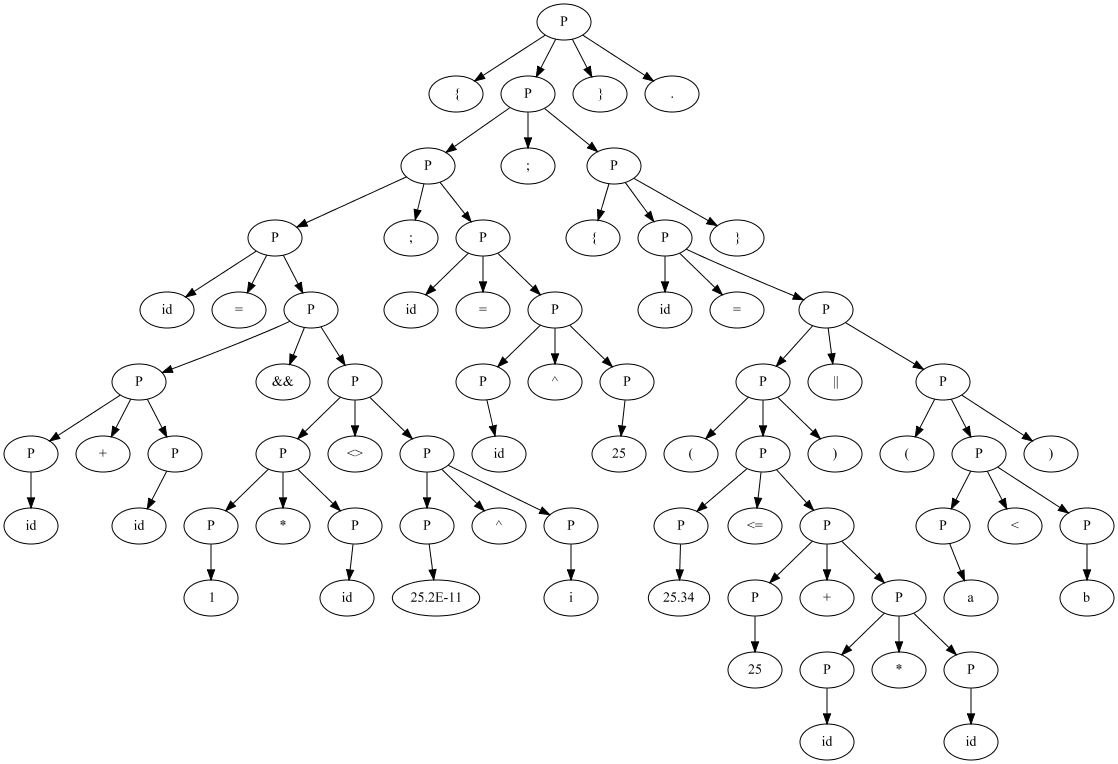 P
{ P } .
P ; P
P ; P { P }
id = P id = P id = P
P && P P ^ P P || P
P + P P <> P id 25 ( P ) ( P )
id id P * P P ^ P P <= P P < P
1 id 25.2E-11 i 25.34 P + P a b
25 P * P
id id